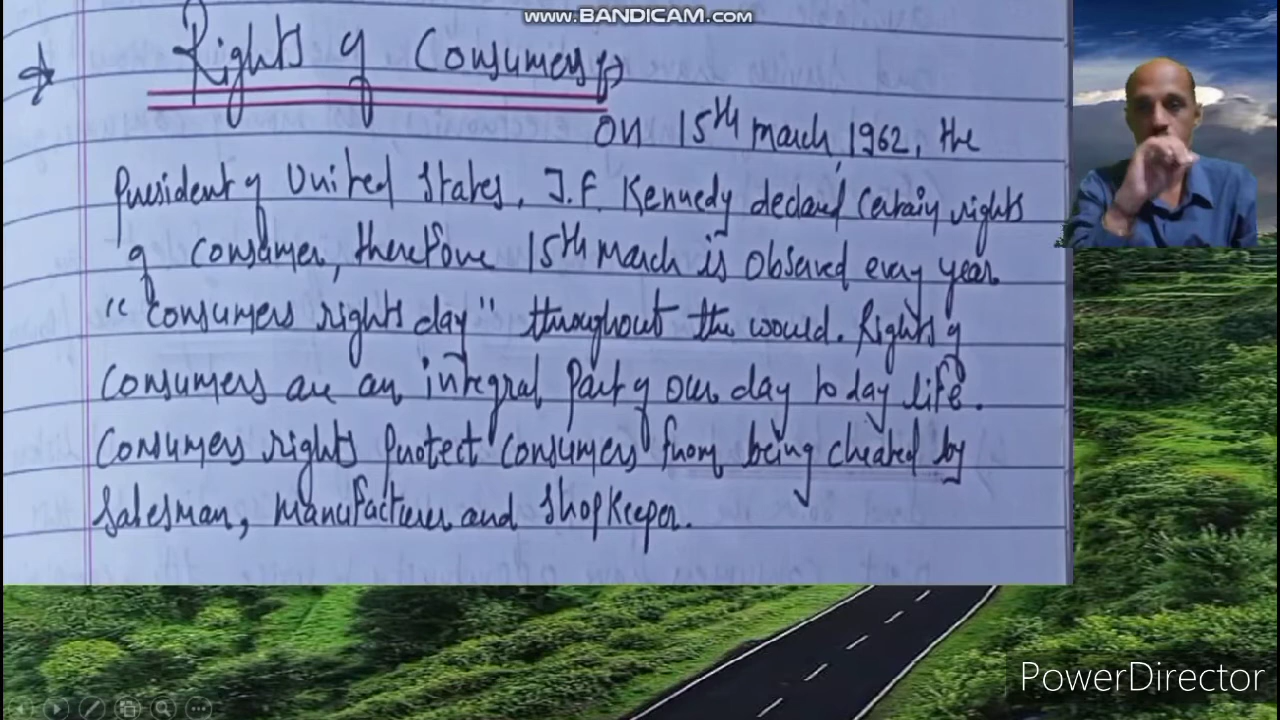 www.BANDICAM.com
Rights of Consumers
On 15th march, 1962, the
President of United States, J.F. Kennedy declared certain rights
of consumer, therefore 15th march is observed every year
"consumers rights day" throughout the would. Rights of
consumers are an integral part of our day to day life.
Consumers rights protect consumers from being cheated by
salesman, manufacturer and shopkeeper.
PowerDirector